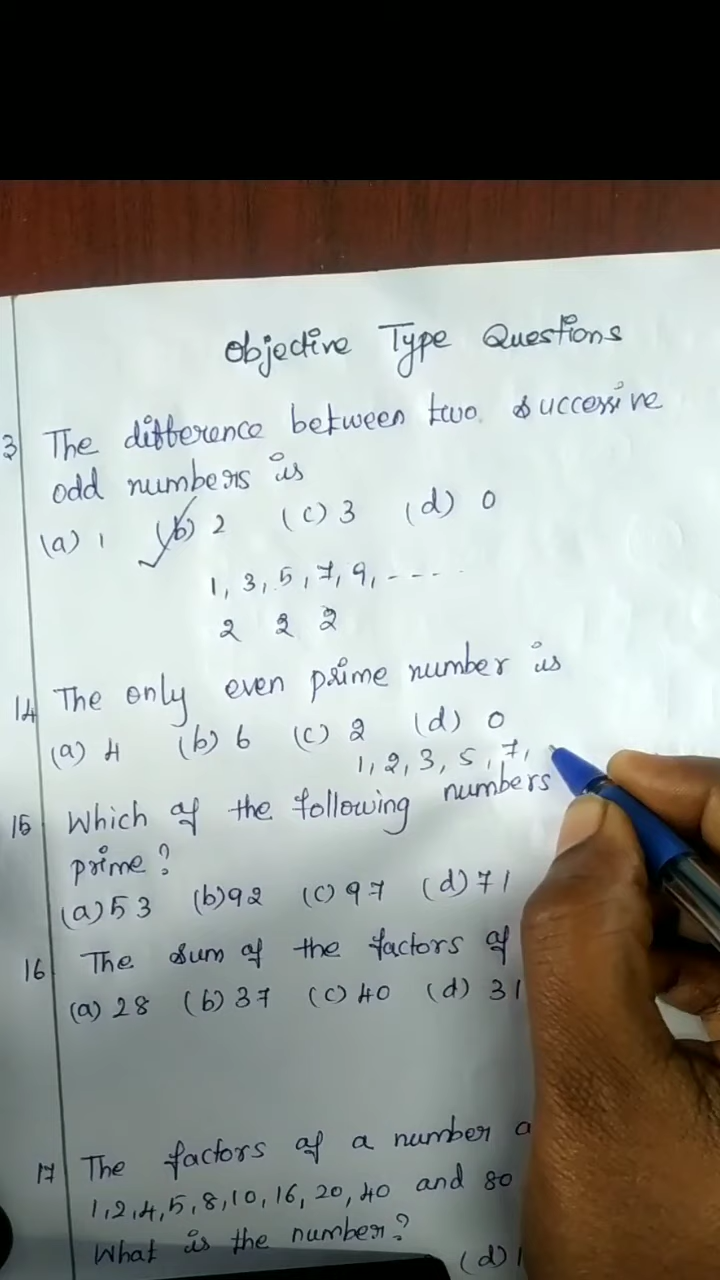 Objective Type Questions
3 The difference between two successive
odd numbers is
(a) 1 (b) 2 (c) 3 (d) 0
1, 3, 5, 7, 9, - - - -
2 2 2
14 The only even prime number is
(a) 4 (b) 6 (c) 2 (d) 0
1, 2, 3, 5, 7,
15 Which of the following numbers
prime?
(a) 53 (b) 92 (c) 97 (d) 71
16 The sum of the factors of
(a) 28 (b) 37 (c) 40 (d) 31
17 The factors of a number
1, 2, 4, 5, 8, 10, 16, 20, 40 and 80
What is the number?
(d)